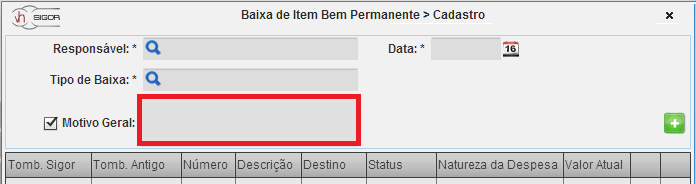 SIGOR Baixa de Item Bem Permanente > Cadastro
Responsável: * Data: * 16
Tipo de Baixa: *
Motivo Geral:
Tomb. Sigor Tomb. Antigo Número Descrição Destino Status Natureza da Despesa Valor Atual